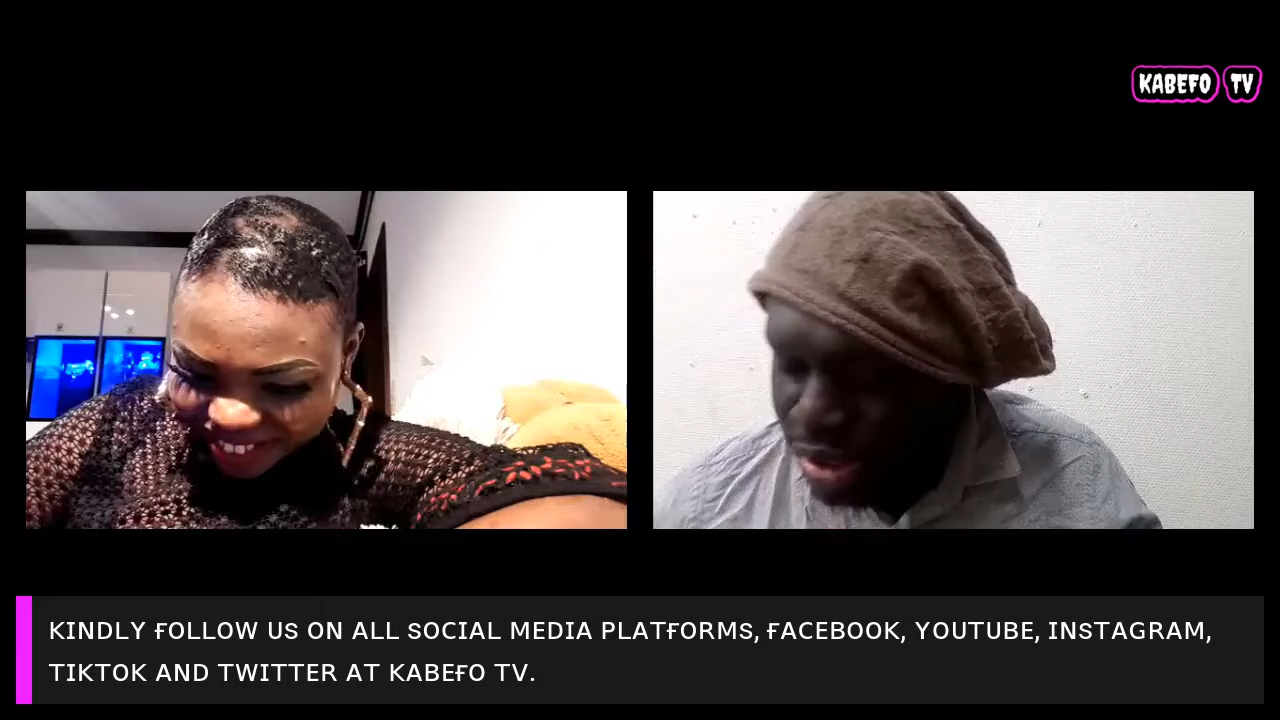 KABEFO TV
KINDLY FOLLOW US ON ALL SOCIAL MEDIA PLATFORMS, FACEBOOK, YOUTUBE, INSTAGRAM,
TIKTOK AND TWITTER AT KABEFO TV.